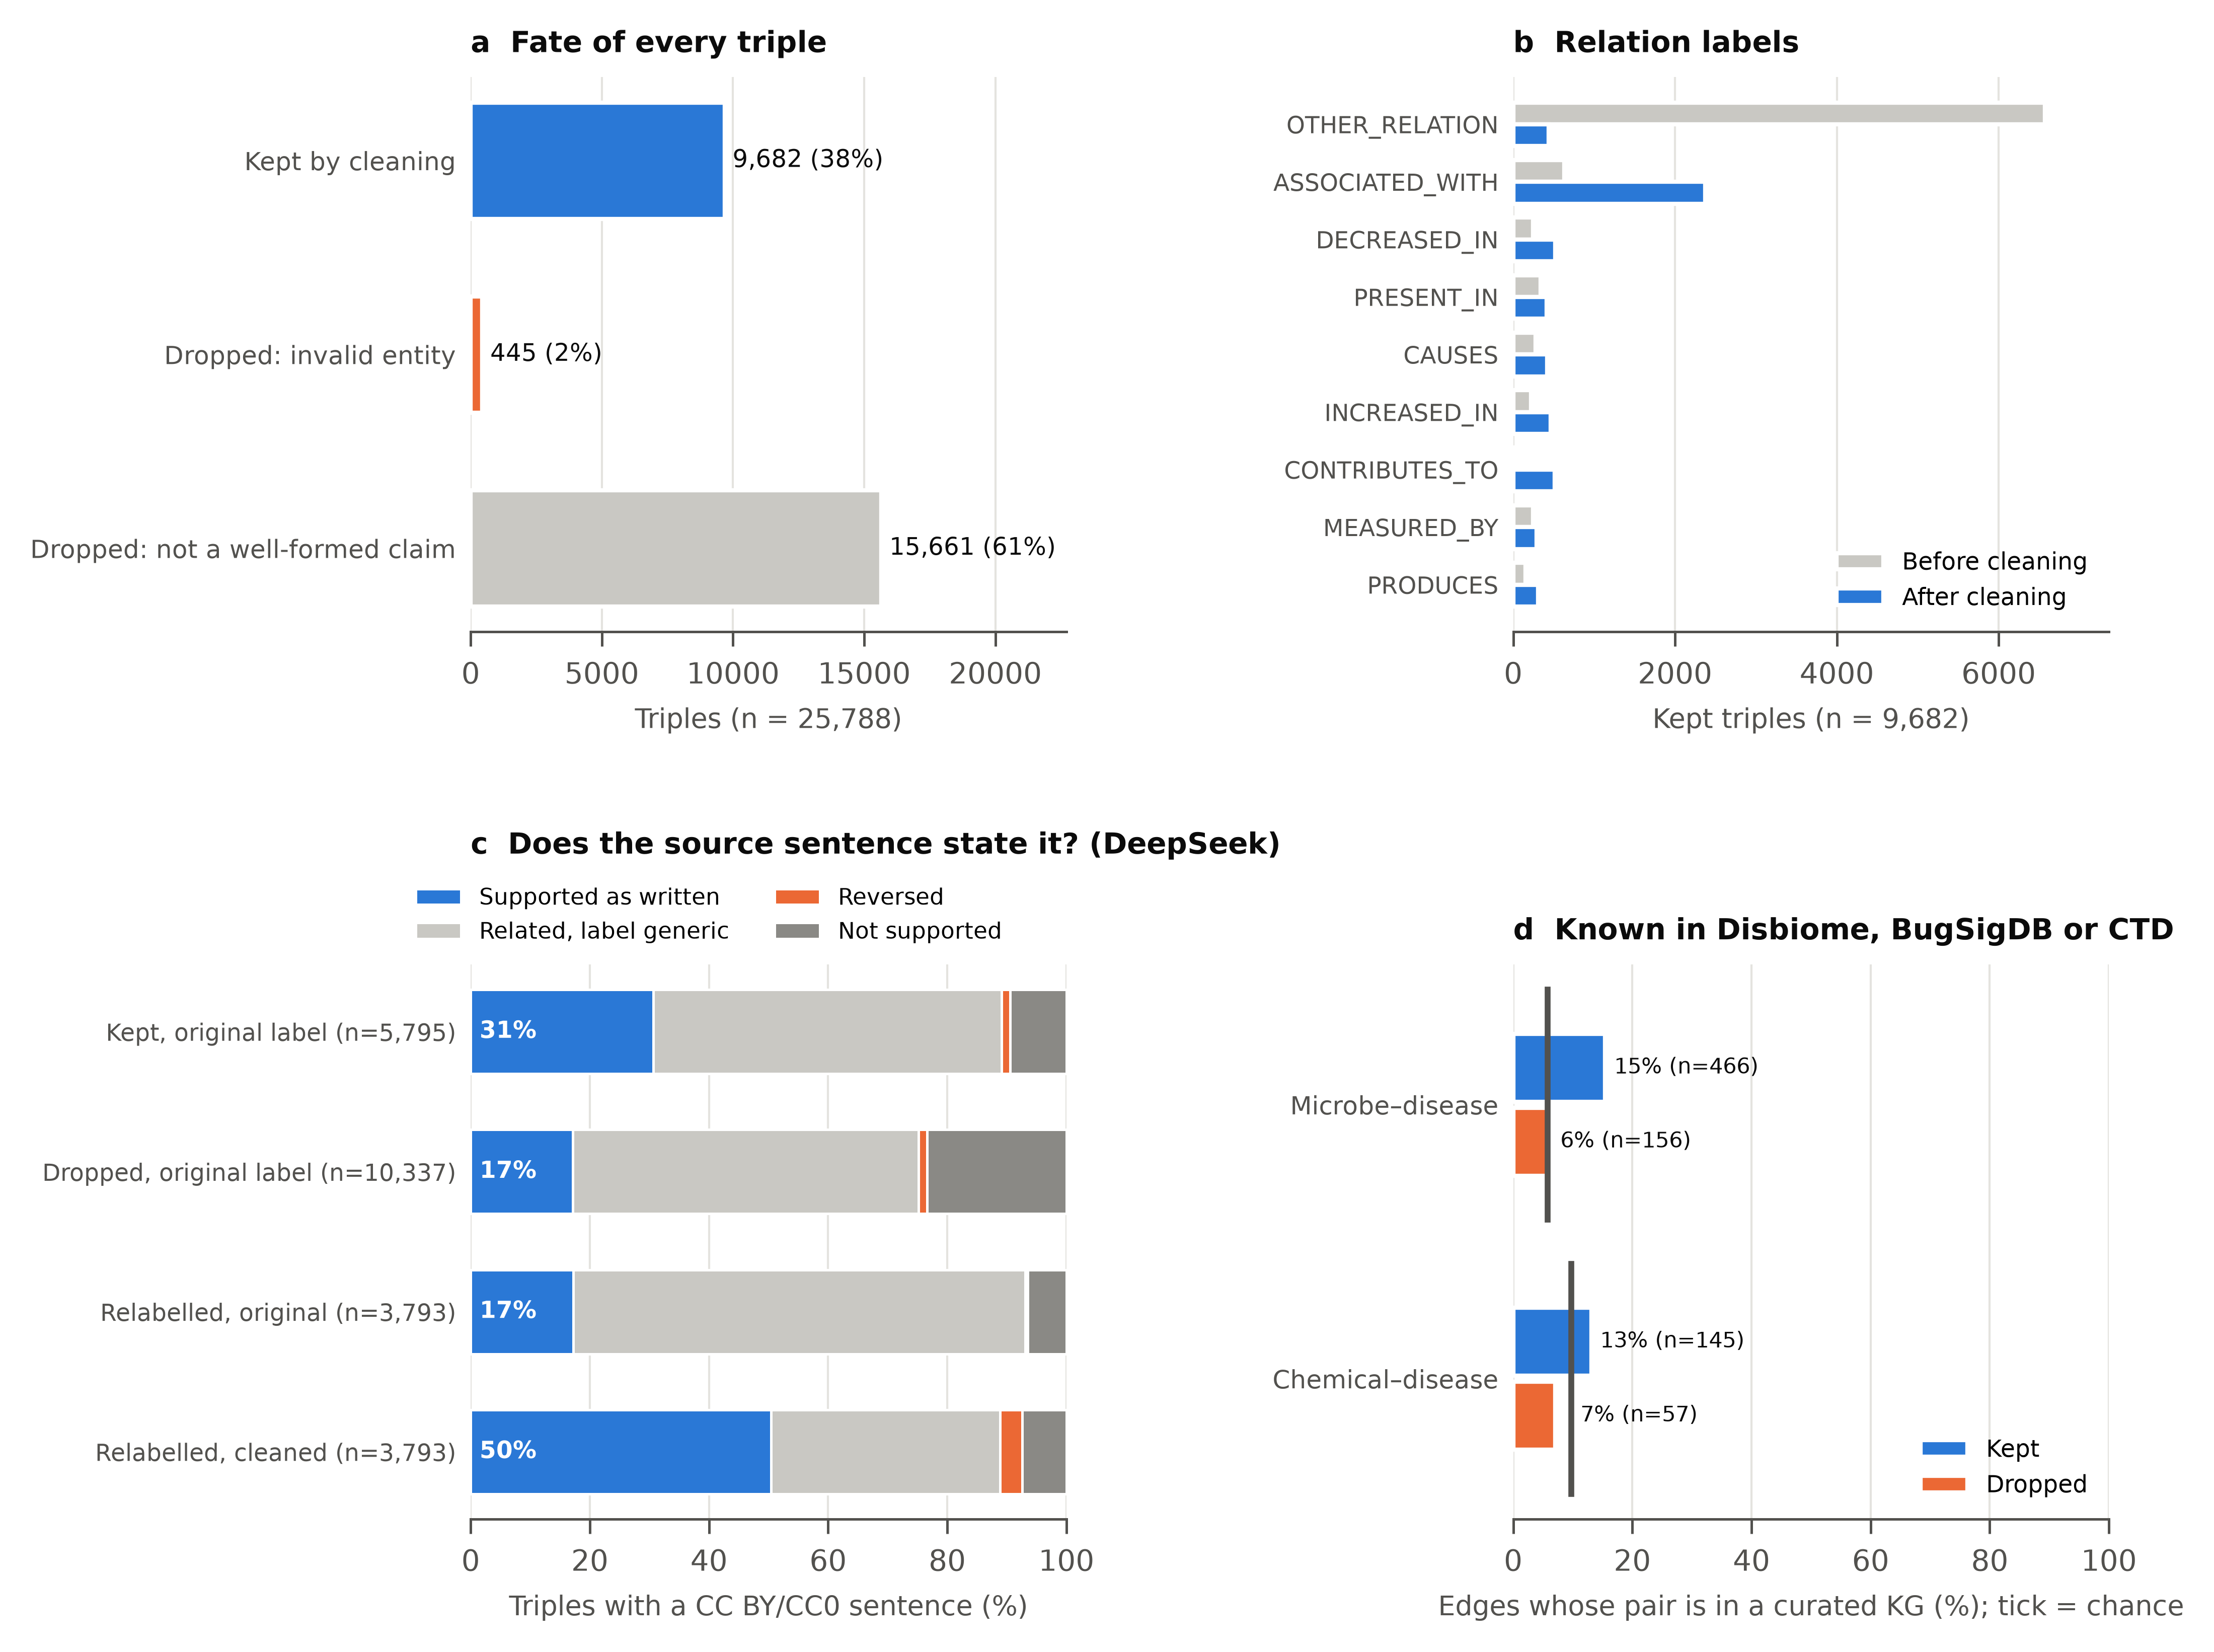 a Fate of every triple
Kept by cleaning
9,682 (38%)
Dropped: invalid entity
445 (2%)
Dropped: not a well-formed claim
15,661 (61%)
0 5000 10000 15000 20000
Triples (n = 25,788)
b Relation labels
OTHER_RELATION
ASSOCIATED_WITH
DECREASED_IN
PRESENT_IN
CAUSES
INCREASED_IN
CONTRIBUTES_TO
MEASURED_BY
PRODUCES
Before cleaning
After cleaning
0 2000 4000 6000
Kept triples (n = 9,682)
c Does the source sentence state it? (DeepSeek)
Supported as written
Related, label generic
Reversed
Not supported
Kept, original label (n=5,795)
31%
Dropped, original label (n=10,337)
17%
Relabelled, original (n=3,793)
17%
Relabelled, cleaned (n=3,793)
50%
0 20 40 60 80 100
Triples with a CC BY/CC0 sentence (%)
d Known in Disbiome, BugSigDB or CTD
Microbe–disease
15% (n=466)
6% (n=156)
Chemical–disease
13% (n=145)
7% (n=57)
Kept
Dropped
0 20 40 60 80 100
Edges whose pair is in a curated KG (%); tick = chance